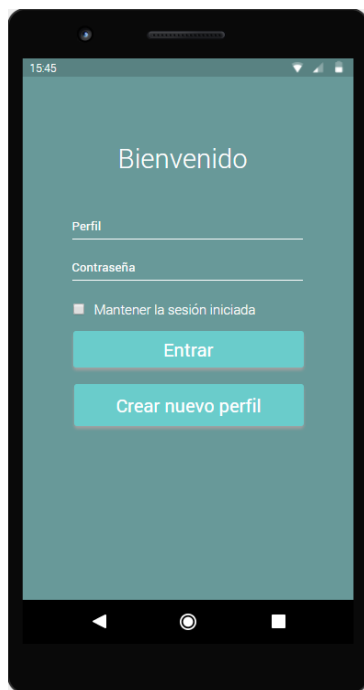 15:45
Bienvenido
Perfil
Contraseña
Mantener la sesión iniciada
Entrar
Crear nuevo perfil